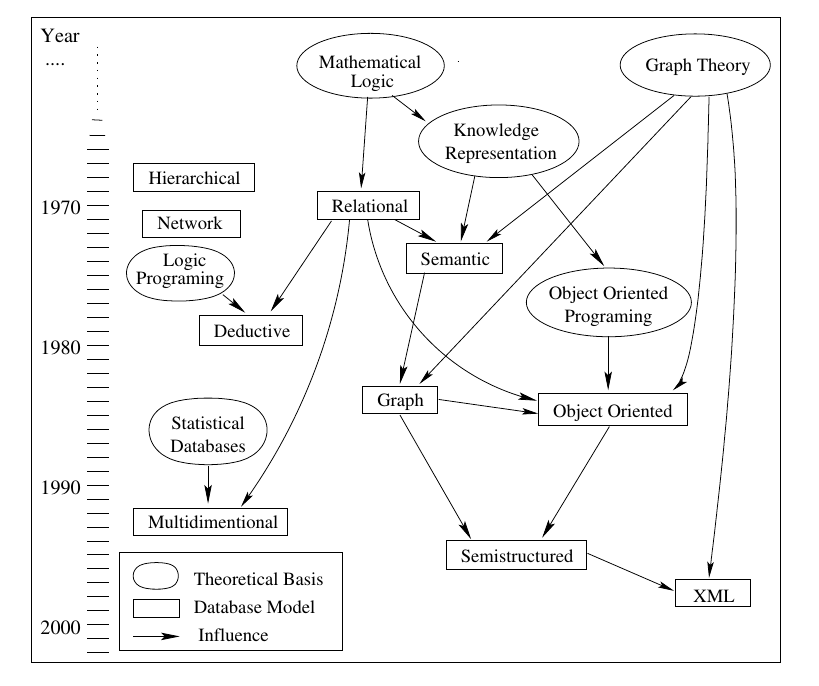 Year
....
Mathematical
Logic
Graph Theory
Knowledge
Representation
Hierarchical
1970
Relational
Network
Semantic
Logic
Programing
Object Oriented
Programing
Deductive
1980
Graph
Object Oriented
Statistical
Databases
1990
Multidimentional
Semistructured
XML
Theoretical Basis
Database Model
Influence
2000